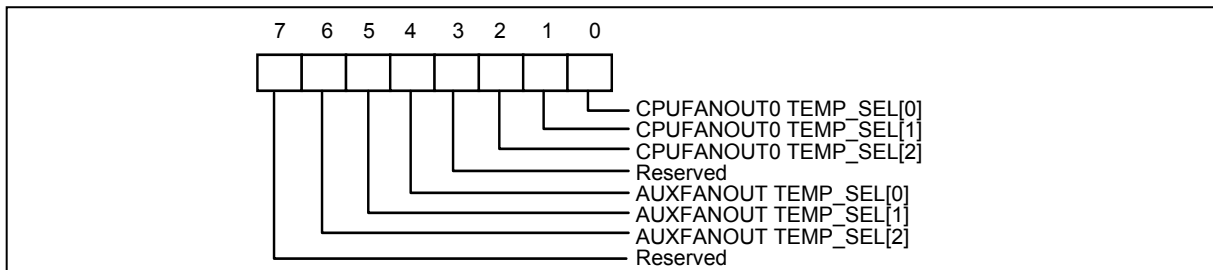 7 6 5 4 3 2 1 0
CPUFANOUT0 TEMP_SEL[0]
CPUFANOUT0 TEMP_SEL[1]
CPUFANOUT0 TEMP_SEL[2]
Reserved
AUXFANOUT TEMP_SEL[0]
AUXFANOUT TEMP_SEL[1]
AUXFANOUT TEMP_SEL[2]
Reserved